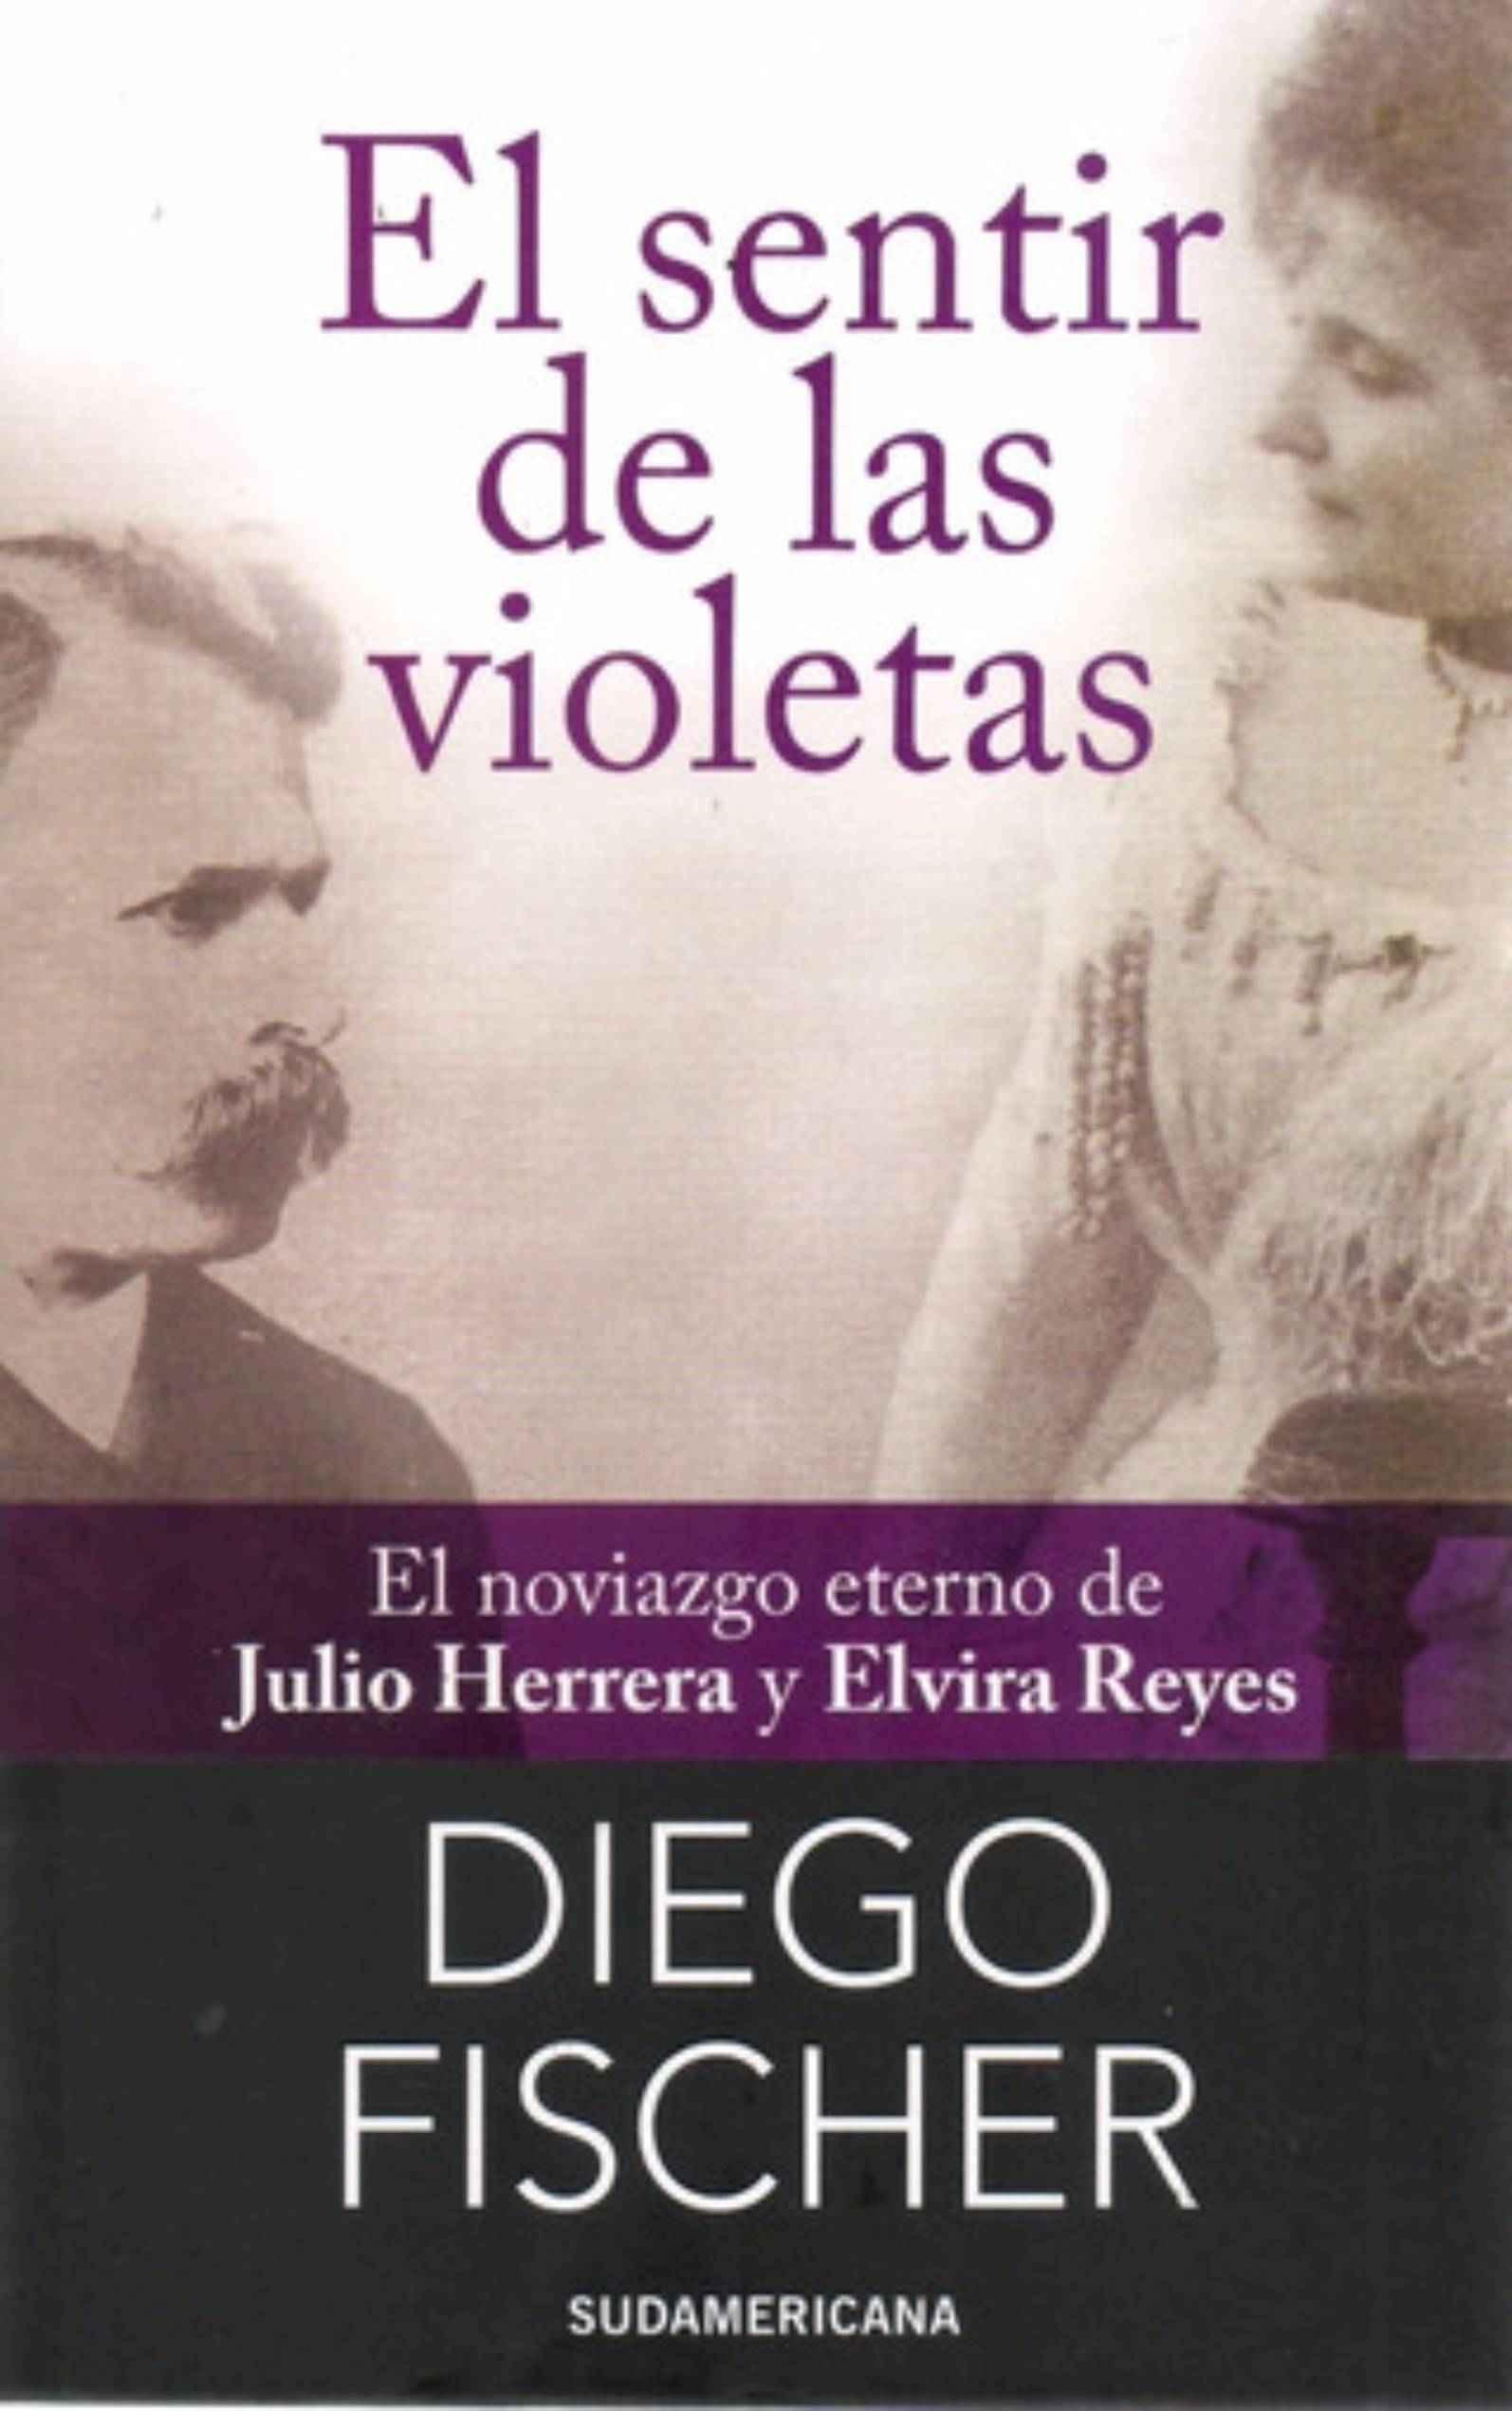 El sentir
de las
violetas
El noviazgo eterno de
Julio Herrera y Elvira Reyes
DIEGO
FISCHER
SUDAMERICANA